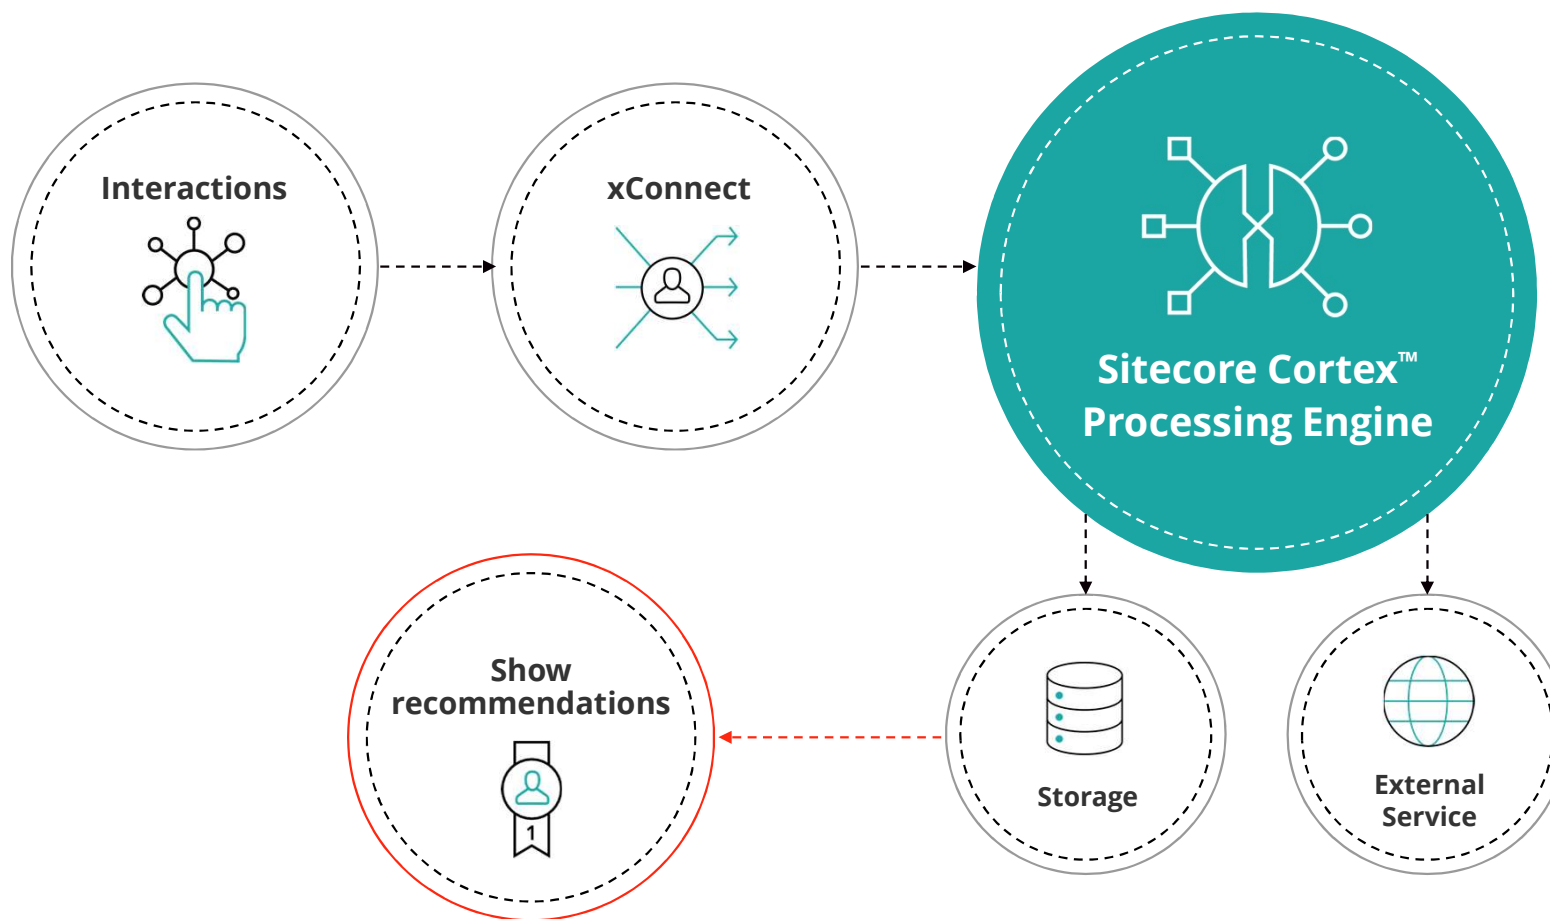 Interactions
xConnect
Sitecore Cortex™
Processing Engine
Show
recommendations
1
Storage
External
Service